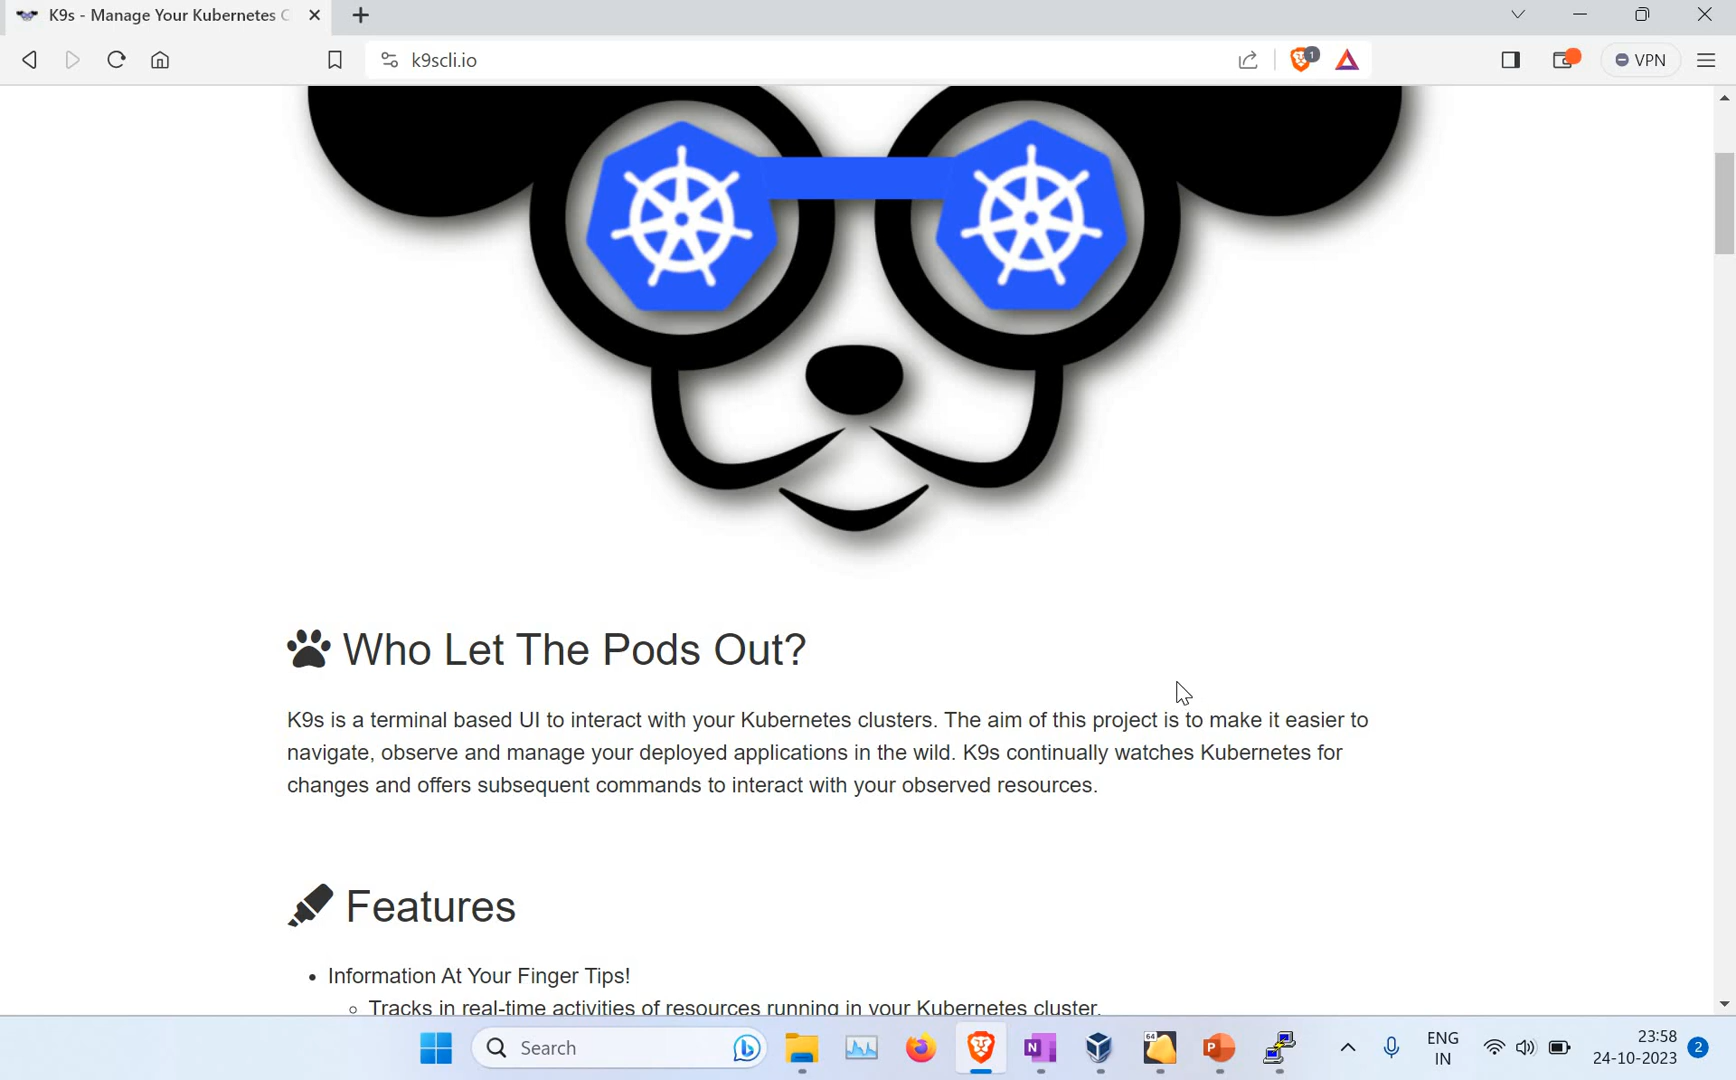 K9s - Manage Your Kubernetes C
k9scli.io
1
VPN
Who Let The Pods Out?
K9s is a terminal based UI to interact with your Kubernetes clusters. The aim of this project is to make it easier to
navigate, observe and manage your deployed applications in the wild. K9s continually watches Kubernetes for
changes and offers subsequent commands to interact with your observed resources.
Features
Information At Your Finger Tips!
Tracks in real-time activities of resources running in your Kubernetes cluster.
Search
N
64
P
ENG
IN
23:58
24-10-2023
2